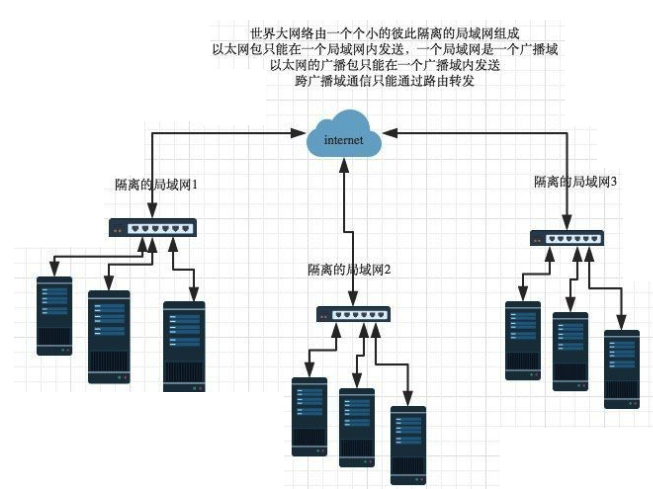 世界大网络由一个个小的彼此隔离的局域网组成
以太网包只能在一个局域网内发送，一个局域网是一个广播域
以太网的广播包只能在一个广播域内发送
跨广播域通信只能通过路由转发
internet
隔离的局域网1
隔离的局域网3
隔离的局域网2